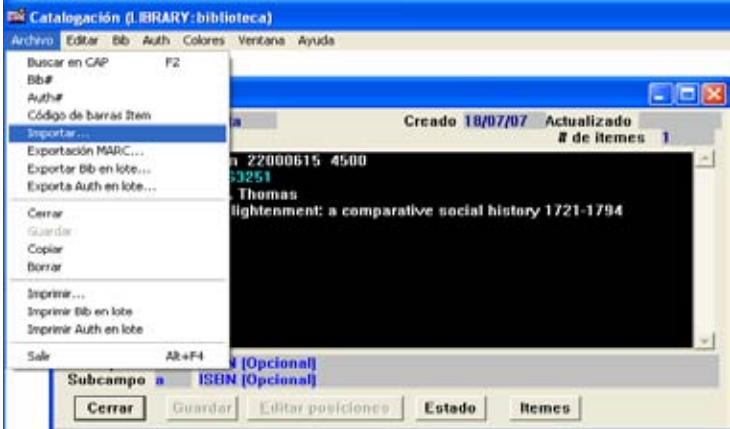 Catalogación (LIBRARY:biblioteca)
Archivo Editar Bib Auth Colores Ventana Ayuda
Buscar en CAP F2
Bib#
Auth#
Código de barras Item
Importar...
Exportación MARC...
Exportar Bib en lote...
Exporta Auth en lote...
Cerrar
Guardar
Copiar
Borrar
Imprimir...
Imprimir Bib en lote
Imprimir Auth en lote
Salir Alt+F4
Creado 18/07/07 Actualizado
# de itemes 1
22000615 4500
63251
, Thomas
lightenment: a comparative social history 1721-1794
[Opcional]
Subcampo a ISBN [Opcional]
Cerrar Guardar Editar posiciones Estado Itemes